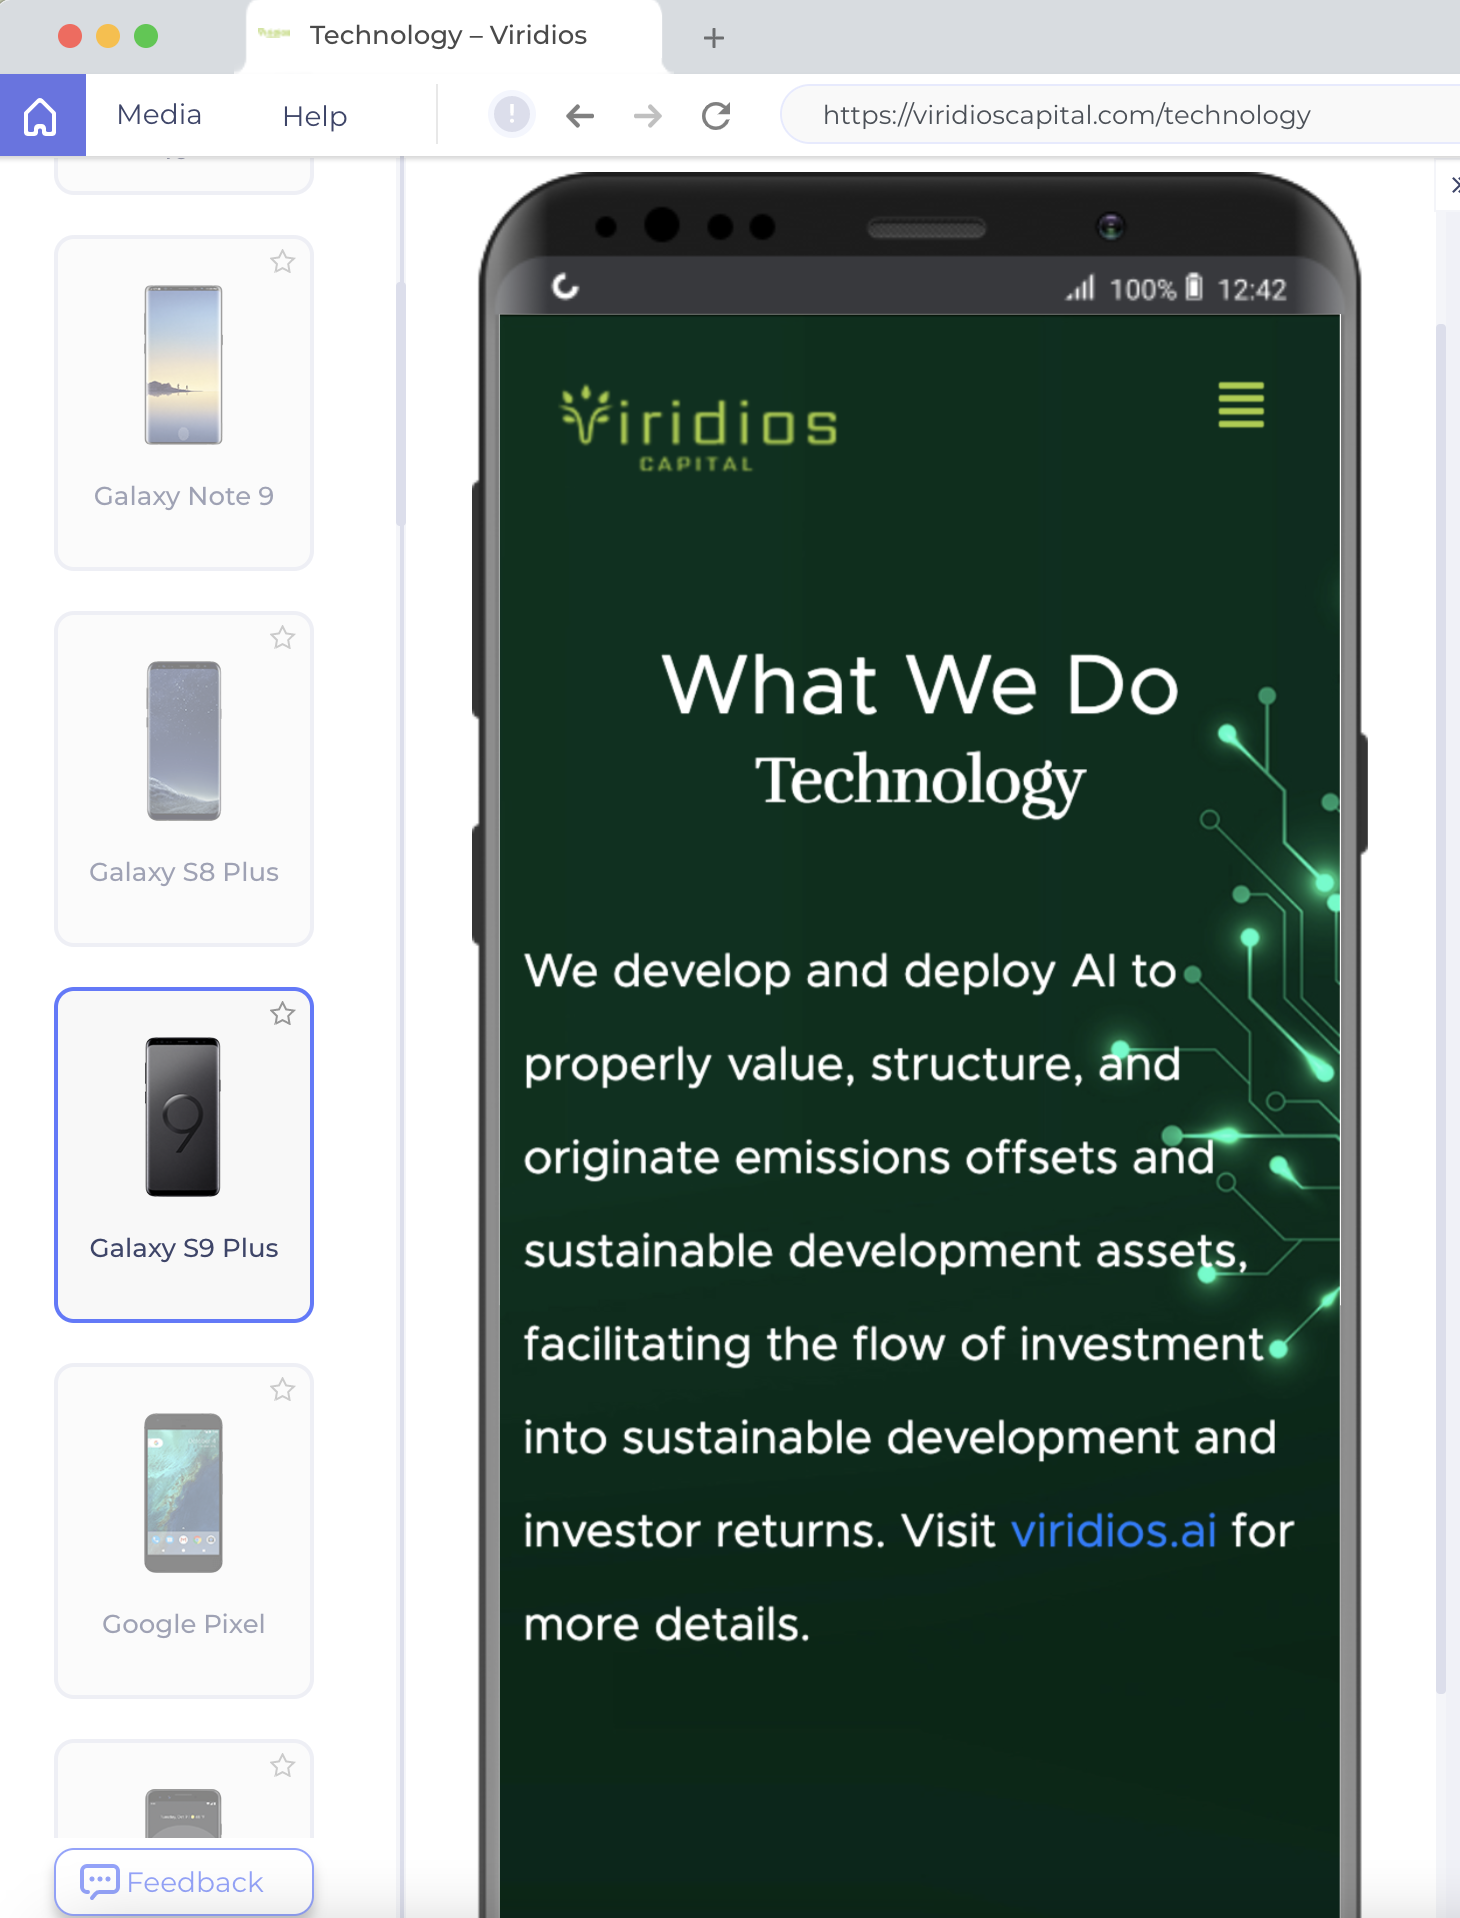 Technology – Viridios
Media
Help
https://viridioscapital.com/technology
Galaxy Note 9
Galaxy S8 Plus
9
Galaxy S9 Plus
Google Pixel
Feedback
100% 12:42
Viridios
CAPITAL
What We Do
Technology
We develop and deploy AI to
properly value, structure, and
originate emissions offsets and
sustainable development assets,
facilitating the flow of investment
into sustainable development and
investor returns. Visit viridios.ai for
more details.